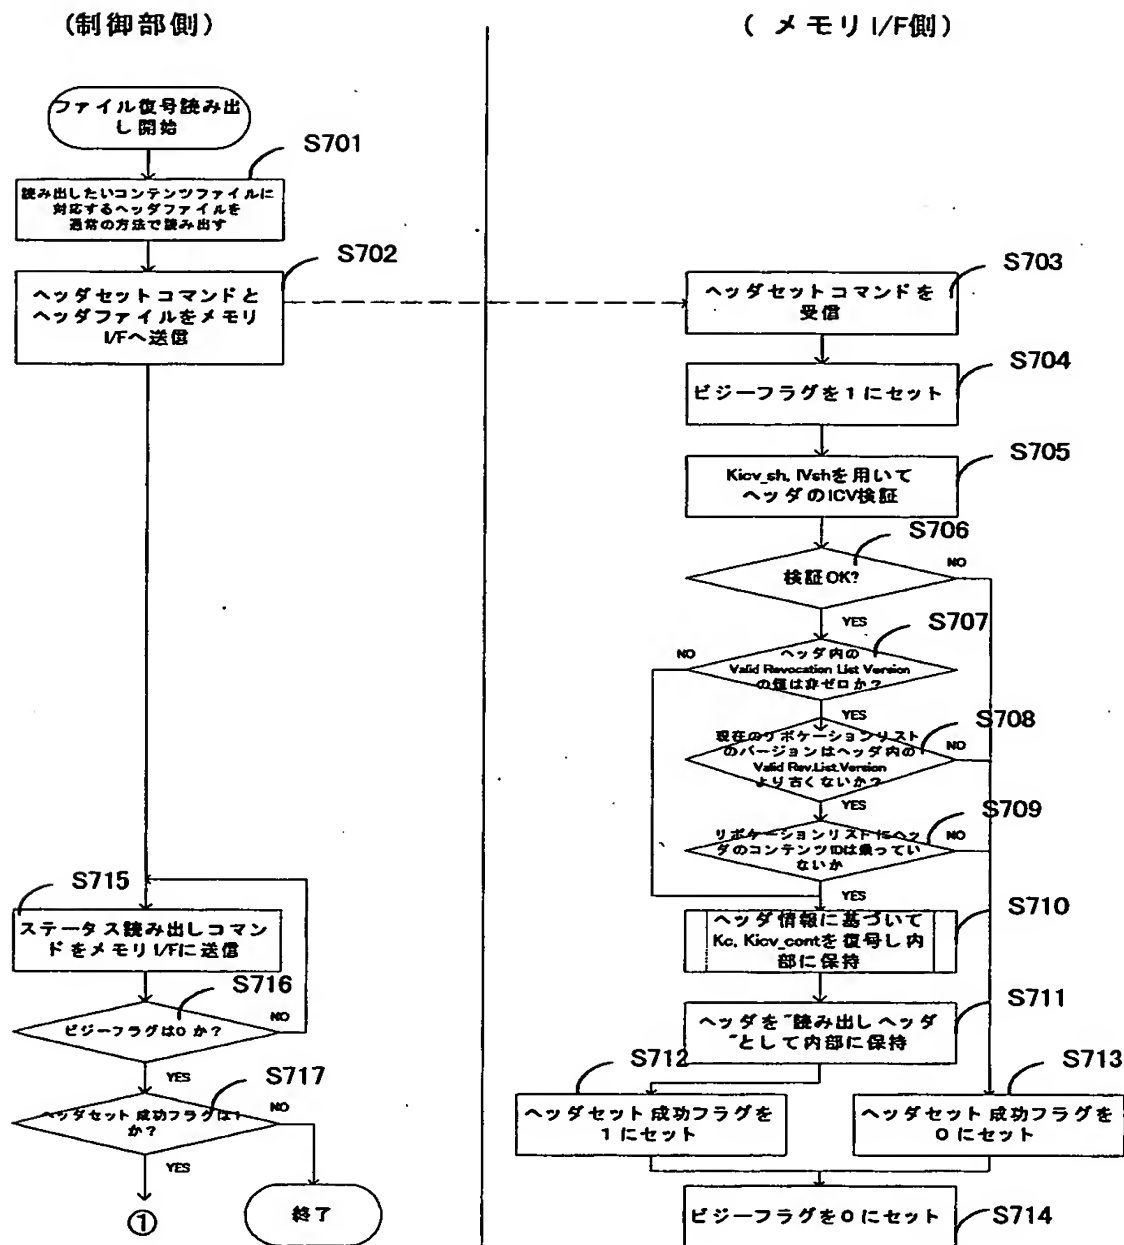 (制御部側)
(メモリI/F側)
ファイル復号読み出
し開始
S701
読み出したいコンテンツファイルに
対応するヘッダファイルを
通常の方法で読み出す
S702
ヘッダセットコマンドと
ヘッダファイルをメモリ
I/Fへ送信
S715
ステータス読み出しコマン
ドをメモリI/Fに送信
S716
ビジーフラグは0か?
NO
YES
S717
ヘッダセット成功フラグは1
か?
NO
YES
①
終了
S703
ヘッダセットコマンドを
受信
S704
ビジーフラグを1にセット
S705
Kicv_sh, IVshを用いて
ヘッダのICV検証
S706
検証OK?
NO
YES
S707
ヘッダ内の
Valid Revocation List Version
の値は非ゼロか?
NO
YES
S708
現在のリボケーションリスト
のバージョンはヘッダ内の
Valid Rev.List.Version
より古くないか?
NO
YES
S709
リボケーションリストにヘッ
ダのコンテンツIDは乗ってい
ないか
NO
YES
S710
ヘッダ情報に基づいて
Kc, Kicv_contを復号し内
部に保持
S711
ヘッダを"読み出しヘッダ
"として内部に保持
S712
ヘッダセット成功フラグを
1にセット
S713
ヘッダセット成功フラグを
0にセット
ビジーフラグを0にセット
S714